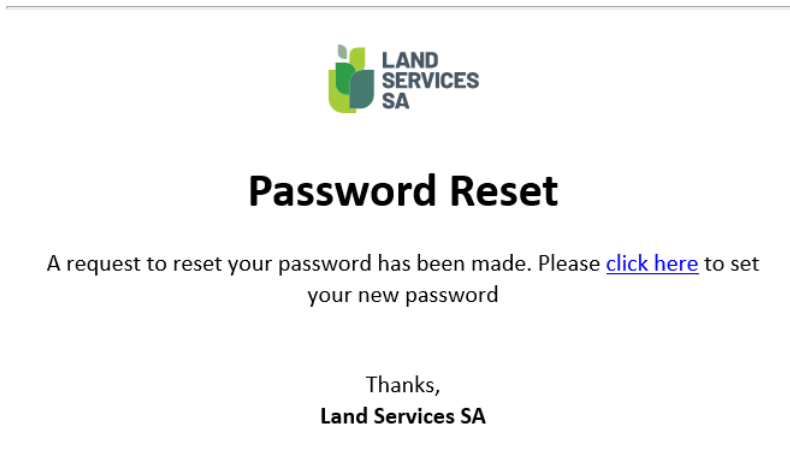 LAND
SERVICES
SA
Password Reset
A request to reset your password has been made. Please click here to set
your new password
Thanks,
Land Services SA